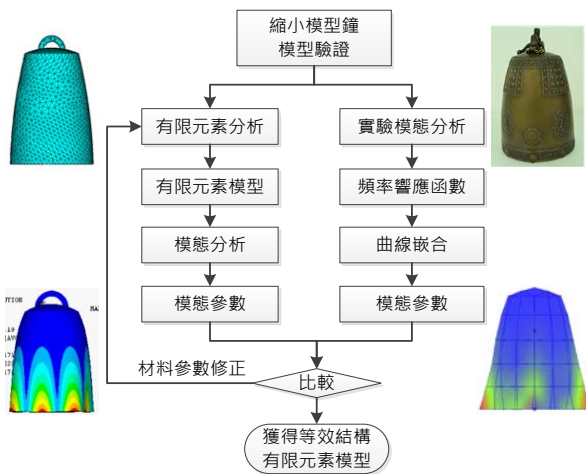 縮小模型鐘
模型驗證
有限元素分析
實驗模態分析
有限元素模型
頻率響應函數
模態分析
曲線嵌合
模態參數
模態參數
材料參數修正
比較
獲得等效結構
有限元素模型